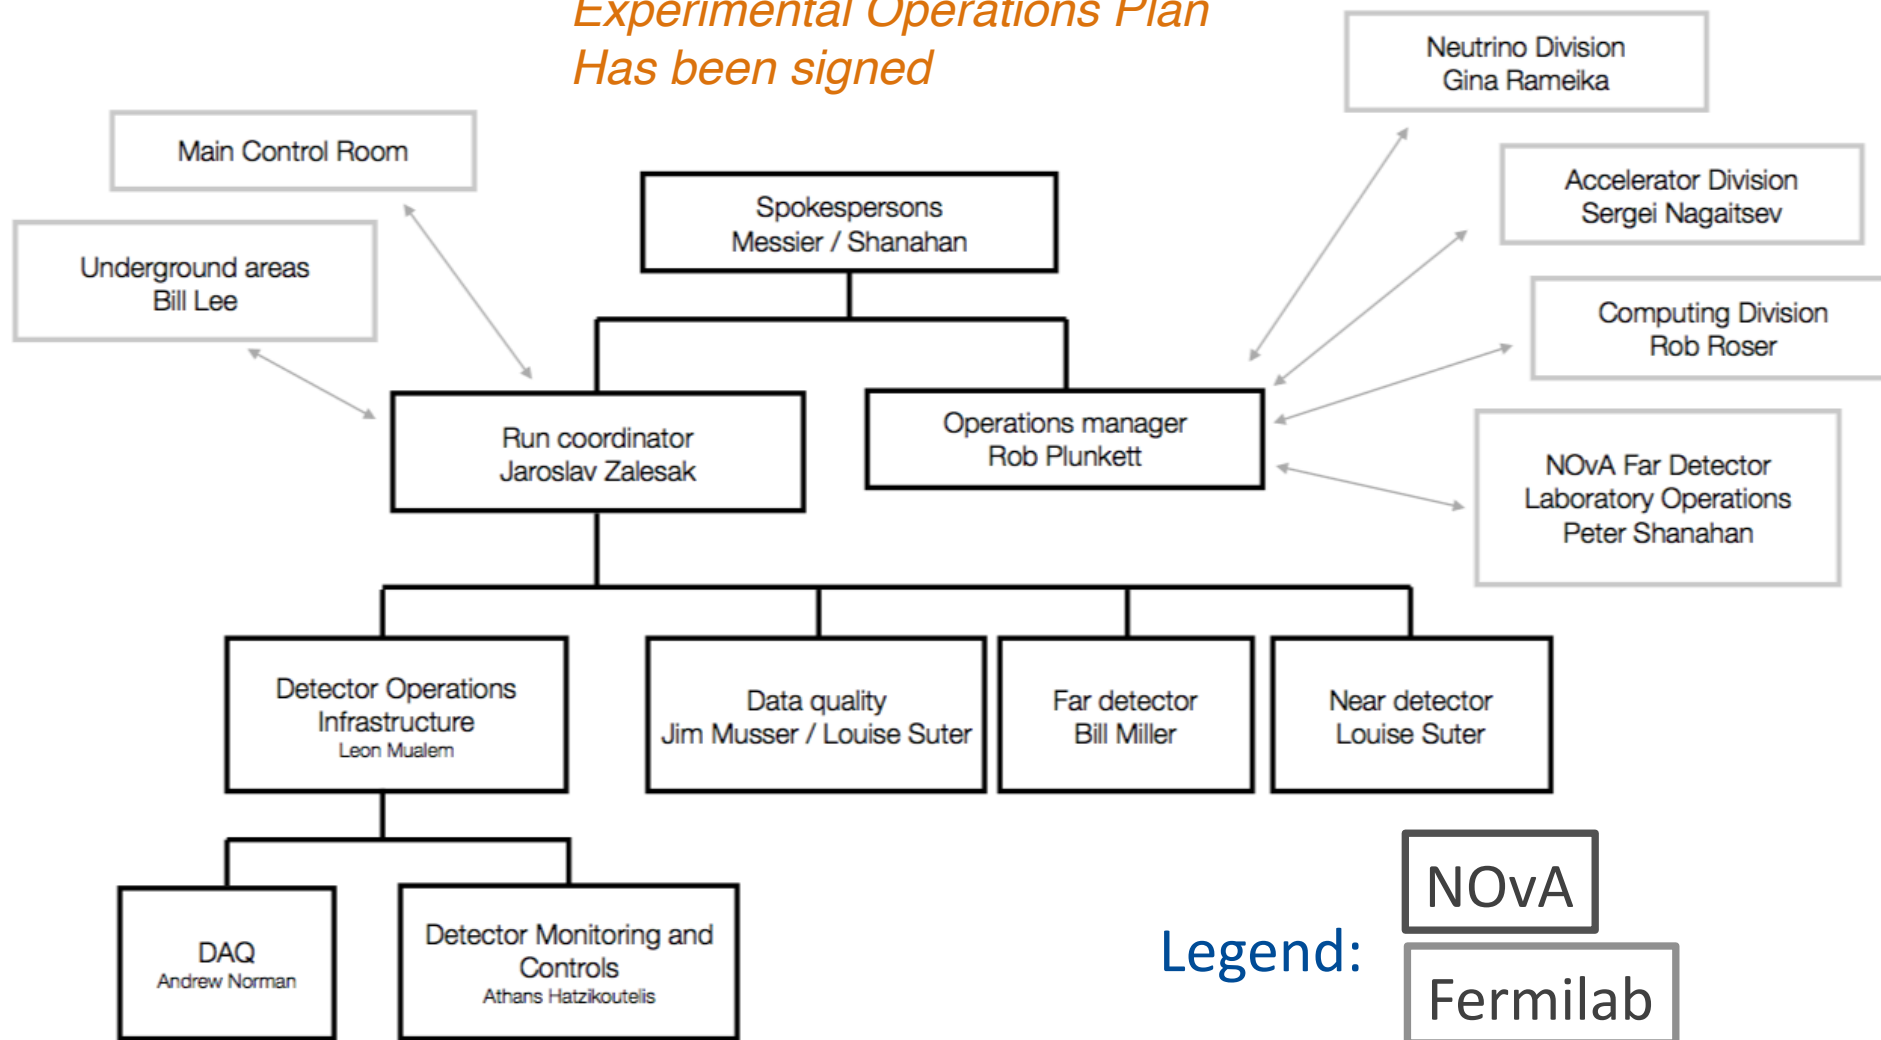 Experimental Operations Plan
Has been signed
Neutrino Division
Gina Rameika
Main Control Room
Accelerator Division
Sergei Nagaitsev
Spokespersons
Messier / Shanahan
Underground areas
Bill Lee
Computing Division
Rob Roser
Run coordinator
Jaroslav Zalesak
Operations manager
Rob Plunkett
NOvA Far Detector
Laboratory Operations
Peter Shanahan
Detector Operations
Infrastructure
Leon Mualem
Data quality
Jim Musser / Louise Suter
Far detector
Bill Miller
Near detector
Louise Suter
DAQ
Andrew Norman
Detector Monitoring and
Controls
Athans Hatzikoutelis
Legend:
NOvA
Fermilab